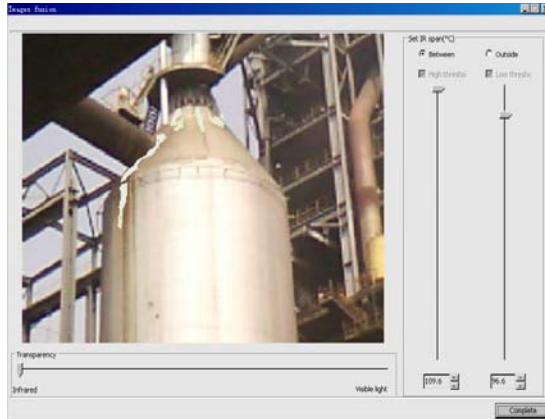 Images fusion
Set IR span(°C)
Between
Outside
High thresho
Low thresho
Transparency
Infrared
Visible light
109.6
96.6
Complete